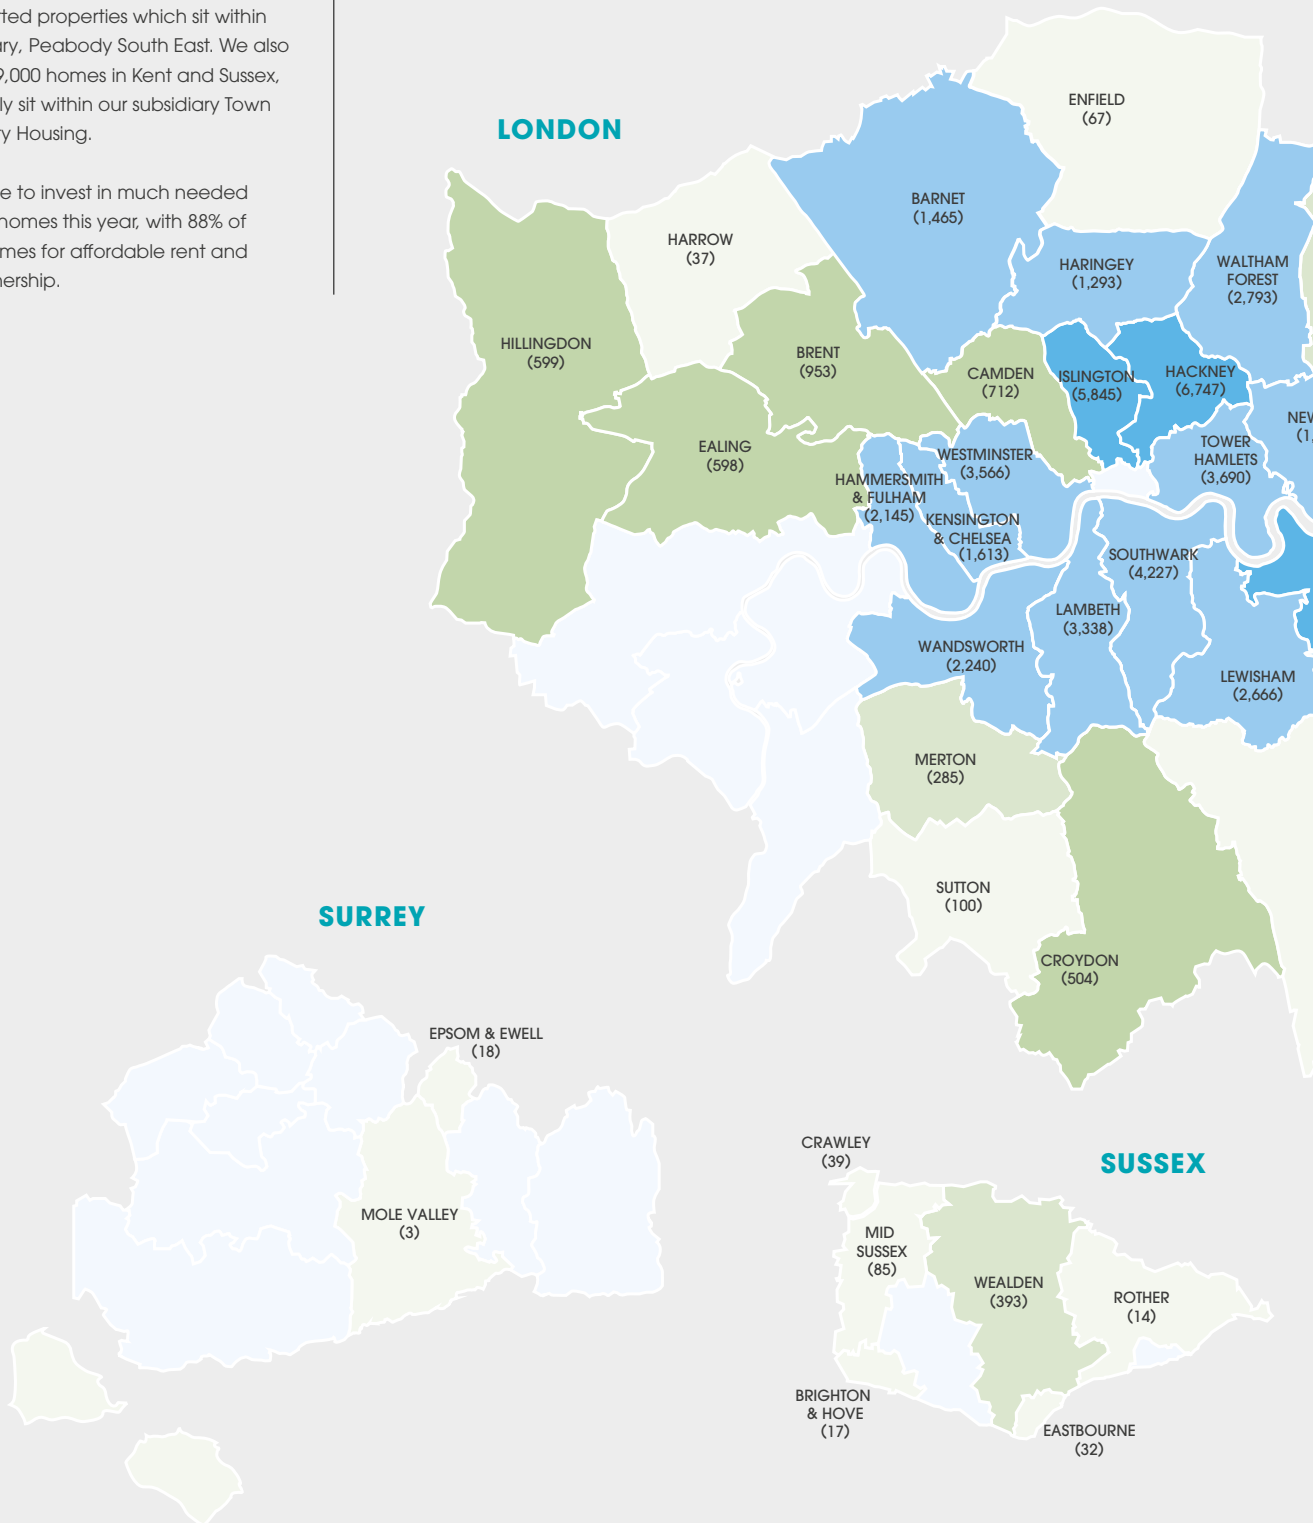 ted properties which sit within
ry, Peabody South East. We also
9,000 homes in Kent and Sussex,
ly sit within our subsidiary Town
y Housing.
e to invest in much needed
homes this year, with 88% of
mes for affordable rent and
nership.
LONDON
ENFIELD
(67)
BARNET
(1,465)
HARROW
(37)
HARINGEY
(1,293)
WALTHAM
FOREST
(2,793)
HILLINGDON
(599)
BRENT
(953)
CAMDEN
(712)
ISLINGTON
(5,845)
HACKNEY
(6,747)
NEW
(1,
EALING
(598)
TOWER
HAMLETS
(3,690)
WESTMINSTER
(3,566)
HAMMERSMITH
& FULHAM
(2,145)
KENSINGTON
& CHELSEA
(1,613)
SOUTHWARK
(4,227)
LAMBETH
(3,338)
WANDSWORTH
(2,240)
LEWISHAM
(2,666)
MERTON
(285)
SUTTON
(100)
CROYDON
(504)
SURREY
EPSOM & EWELL
(18)
MOLE VALLEY
(3)
SUSSEX
CRAWLEY
(39)
MID
SUSSEX
(85)
WEALDEN
(393)
ROTHER
(14)
BRIGHTON
& HOVE
(17)
EASTBOURNE
(32)